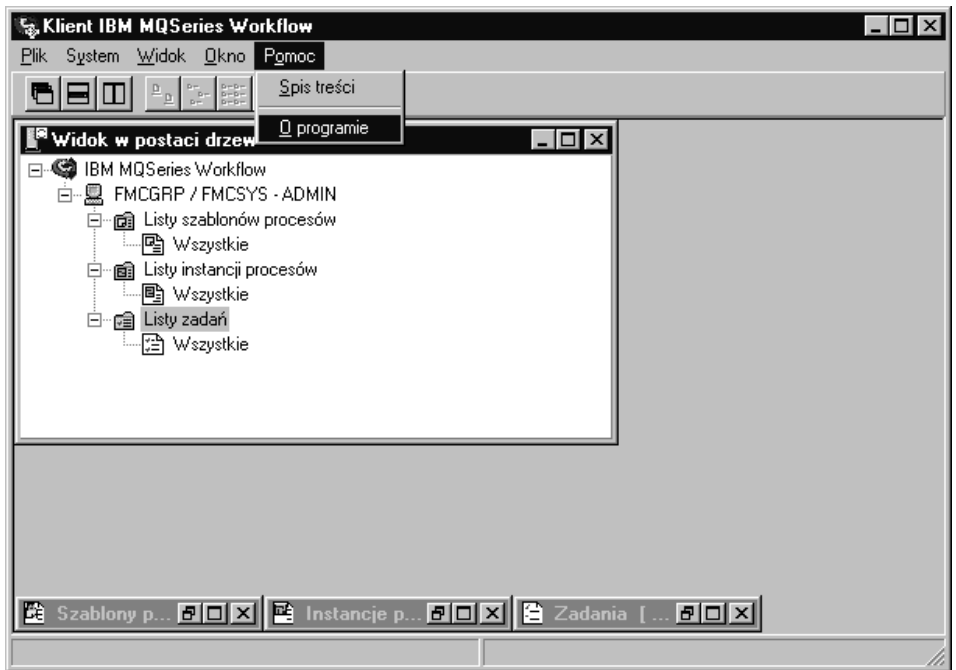 Klient IBM MQSeries Workflow
Plik System Widok Okno Pomoc
Spis treści
O programie
Widok w postaci drzew
IBM MQSeries Workflow
FMCGRP / FMCSYS - ADMIN
Listy szablonów procesów
Wszystkie
Listy instancji procesów
Wszystkie
Listy zadań
Wszystkie
Szablony p... Instancje p... Zadania [ ...